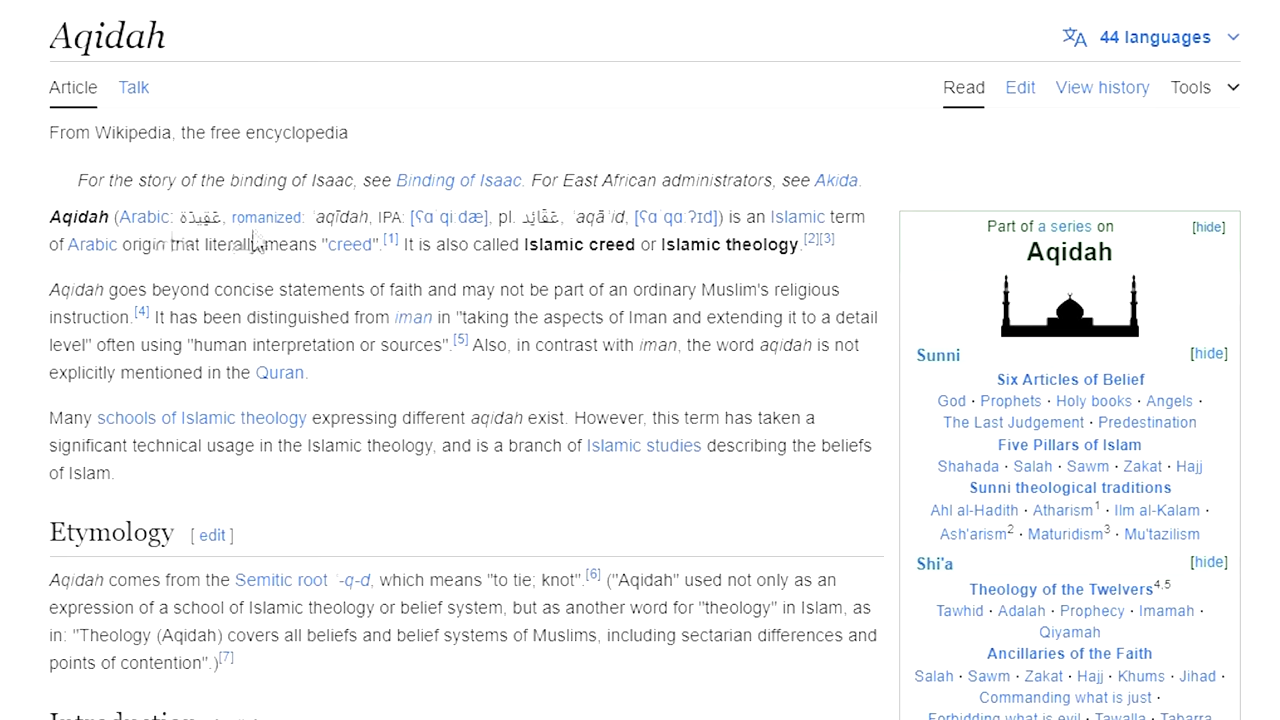 Aqidah
44 languages
Article Talk
Read Edit View history Tools
From Wikipedia, the free encyclopedia
For the story of the binding of Isaac, see Binding of Isaac. For East African administrators, see Akida.
Aqidah (Arabic: عَقِيدَة, romanized: ʿaqīdah, IPA: [ʕaˈqiːdæ], pl. عَقَائِد, ʿaqāʾid, [ʕaˈqaːʔɪd]) is an Islamic term
of Arabic origin that literally means "creed".[1] It is also called Islamic creed or Islamic theology.[2][3]
Aqidah goes beyond concise statements of faith and may not be part of an ordinary Muslim's religious
instruction.[4] It has been distinguished from iman in "taking the aspects of Iman and extending it to a detail
level" often using "human interpretation or sources".[5] Also, in contrast with iman, the word aqidah is not
explicitly mentioned in the Quran.
Many schools of Islamic theology expressing different aqidah exist. However, this term has taken a
significant technical usage in the Islamic theology, and is a branch of Islamic studies describing the beliefs
of Islam.
Etymology [ edit ]
Aqidah comes from the Semitic root ʿ-q-d, which means "to tie; knot".[6] ("Aqidah" used not only as an
expression of a school of Islamic theology or belief system, but as another word for "theology" in Islam, as
in: "Theology (Aqidah) covers all beliefs and belief systems of Muslims, including sectarian differences and
points of contention".)[7]
Part of a series on [hide]
Aqidah
Sunni [hide]
Six Articles of Belief
God · Prophets · Holy books · Angels ·
The Last Judgement · Predestination
Five Pillars of Islam
Shahada · Salah · Sawm · Zakat · Hajj
Sunni theological traditions
Ahl al-Hadith · Atharism1 · Ilm al-Kalam ·
Ash'arism2 · Maturidism3 · Mu'tazilism
Shi'a [hide]
Theology of the Twelvers4,5
Tawhid · Adalah · Prophecy · Imamah ·
Qiyamah
Ancillaries of the Faith
Salah · Sawm · Zakat · Hajj · Khums · Jihad ·
Commanding what is just ·
Forbidding what is evil · Tawalla · Tabarra